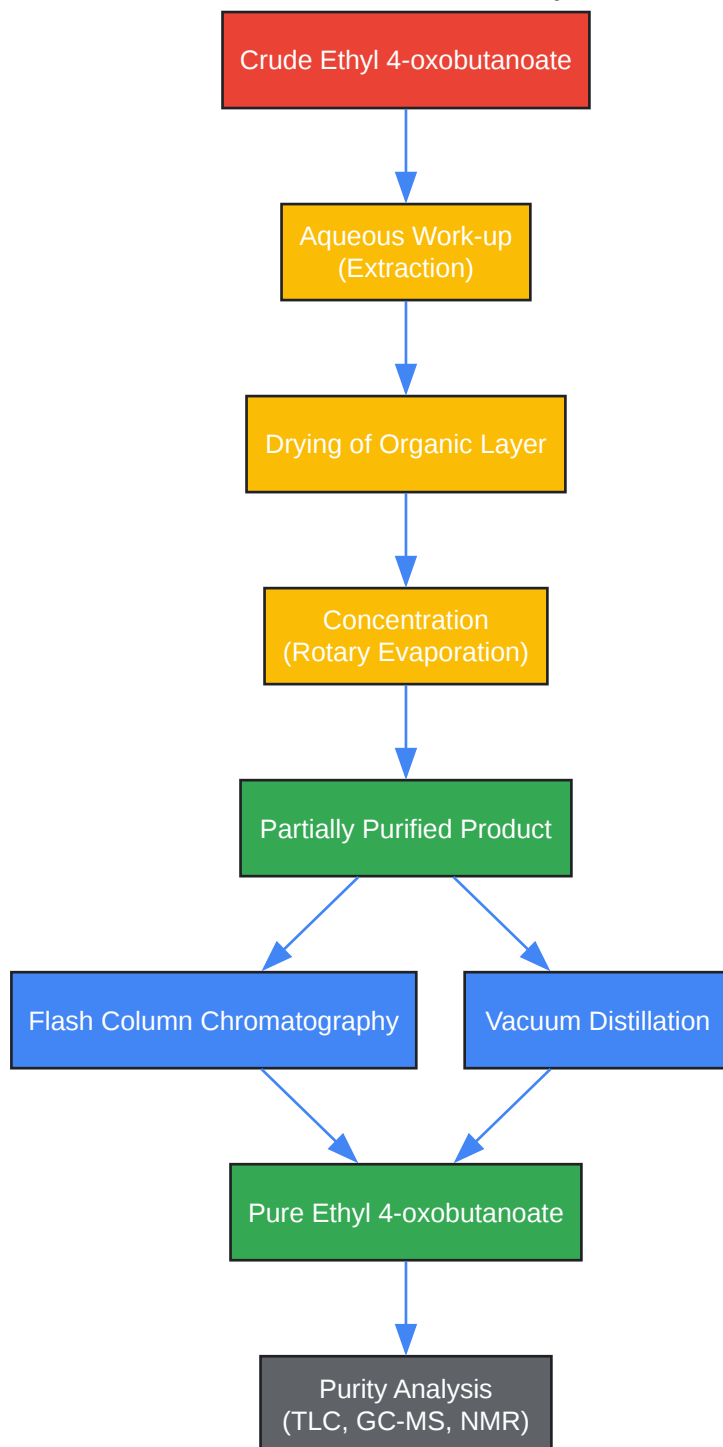 Crude Ethyl 4-oxobutanoate
Aqueous Work-up
(Extraction)
Drying of Organic Layer
Concentration
(Rotary Evaporation)
Partially Purified Product
Flash Column Chromatography
Vacuum Distillation
Pure Ethyl 4-oxobutanoate
Purity Analysis
(TLC, GC-MS, NMR)